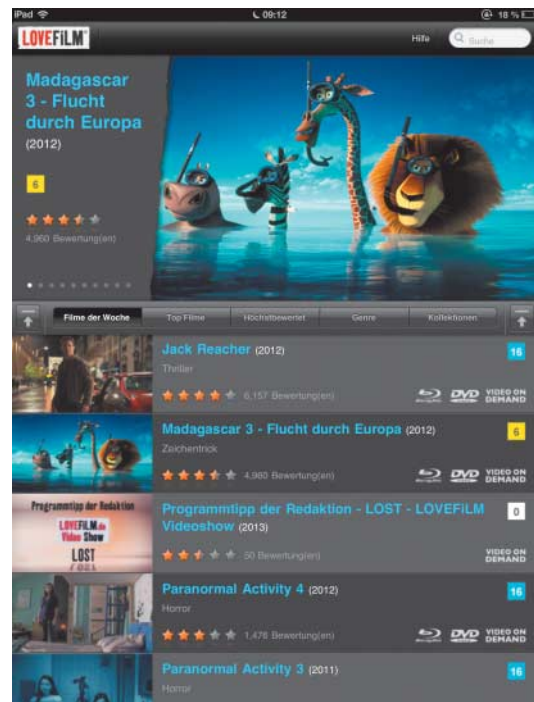 iPad 09:12 18 %
LOVEFiLM Hilfe Suche
Madagascar
3 - Flucht
durch Europa
(2012)
6
4,960 Bewertung(en)
Filme der Woche Top Filme Höchstbewertet Genre Kollektionen
Jack Reacher (2012) 16
Thriller
6,157 Bewertung(en) DVD VIDEO ON
DEMAND
Madagascar 3 - Flucht durch Europa (2012) 6
Zeichentrick
4,960 Bewertung(en) DVD VIDEO ON
DEMAND
Programmtipp der Redaktion
LOVEFiLM.de
Video Show
LOST
Programmtipp der Redaktion - LOST - LOVEFiLM 0
Videoshow (2013)
50 Bewertung(en) VIDEO ON
DEMAND
Paranormal Activity 4 (2012) 16
Horror
1,476 Bewertung(en) DVD VIDEO ON
DEMAND
Paranormal Activity 3 (2011) 16
Horror